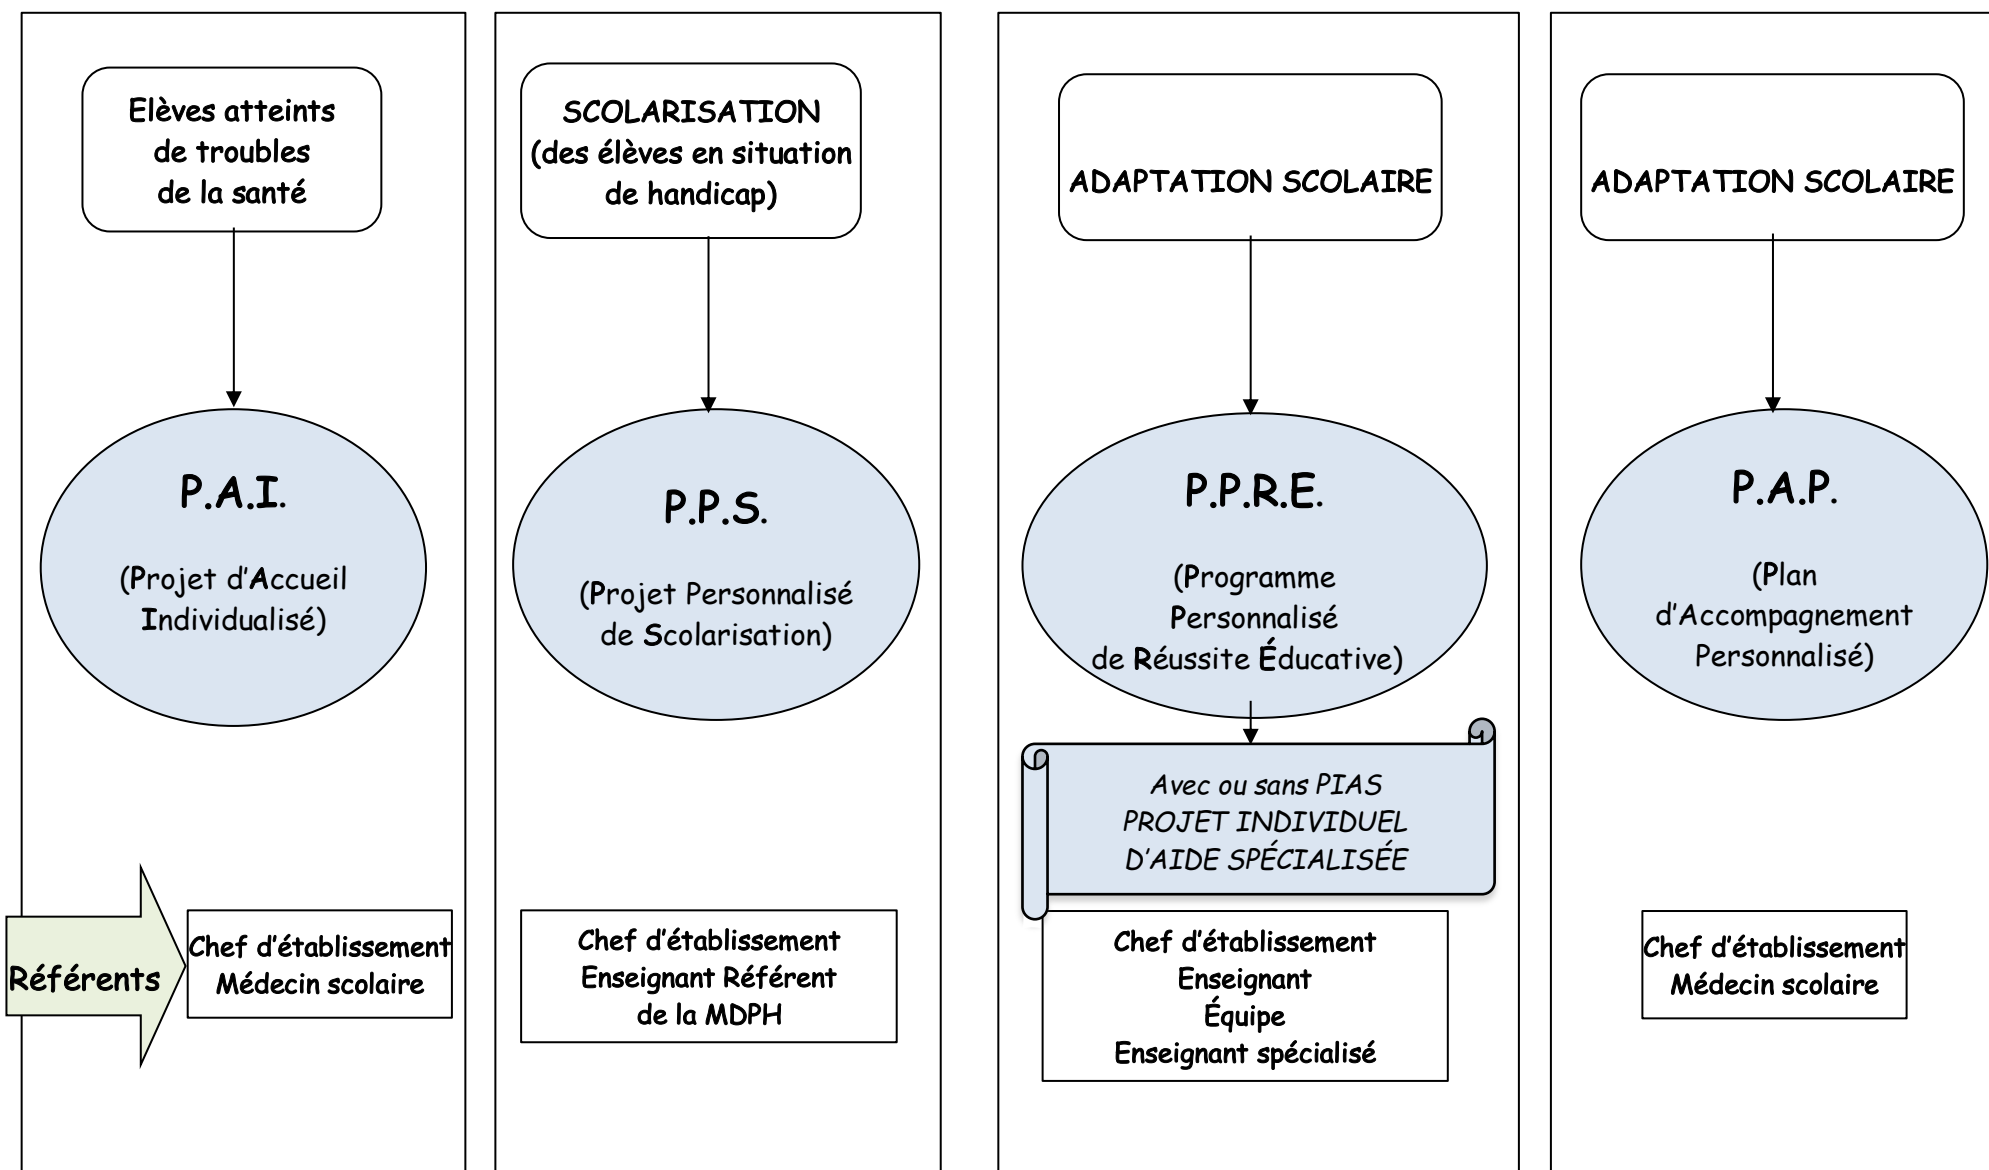 Elèves atteints
de troubles
de la santé
P.A.I.
(Projet d'Accueil
Individualisé)
Référents
Chef d'établissement
Médecin scolaire
SCOLARISATION
(des élèves en situation
de handicap)
P.P.S.
(Projet Personnalisé
de Scolarisation)
Chef d'établissement
Enseignant Référent
de la MDPH
ADAPTATION SCOLAIRE
P.P.R.E.
(Programme
Personnalisé
de Réussite Éducative)
Avec ou sans PIAS
PROJET INDIVIDUEL
D'AIDE SPÉCIALISÉE
Chef d'établissement
Enseignant
Équipe
Enseignant spécialisé
ADAPTATION SCOLAIRE
P.A.P.
(Plan
d'Accompagnement
Personnalisé)
Chef d'établissement
Médecin scolaire